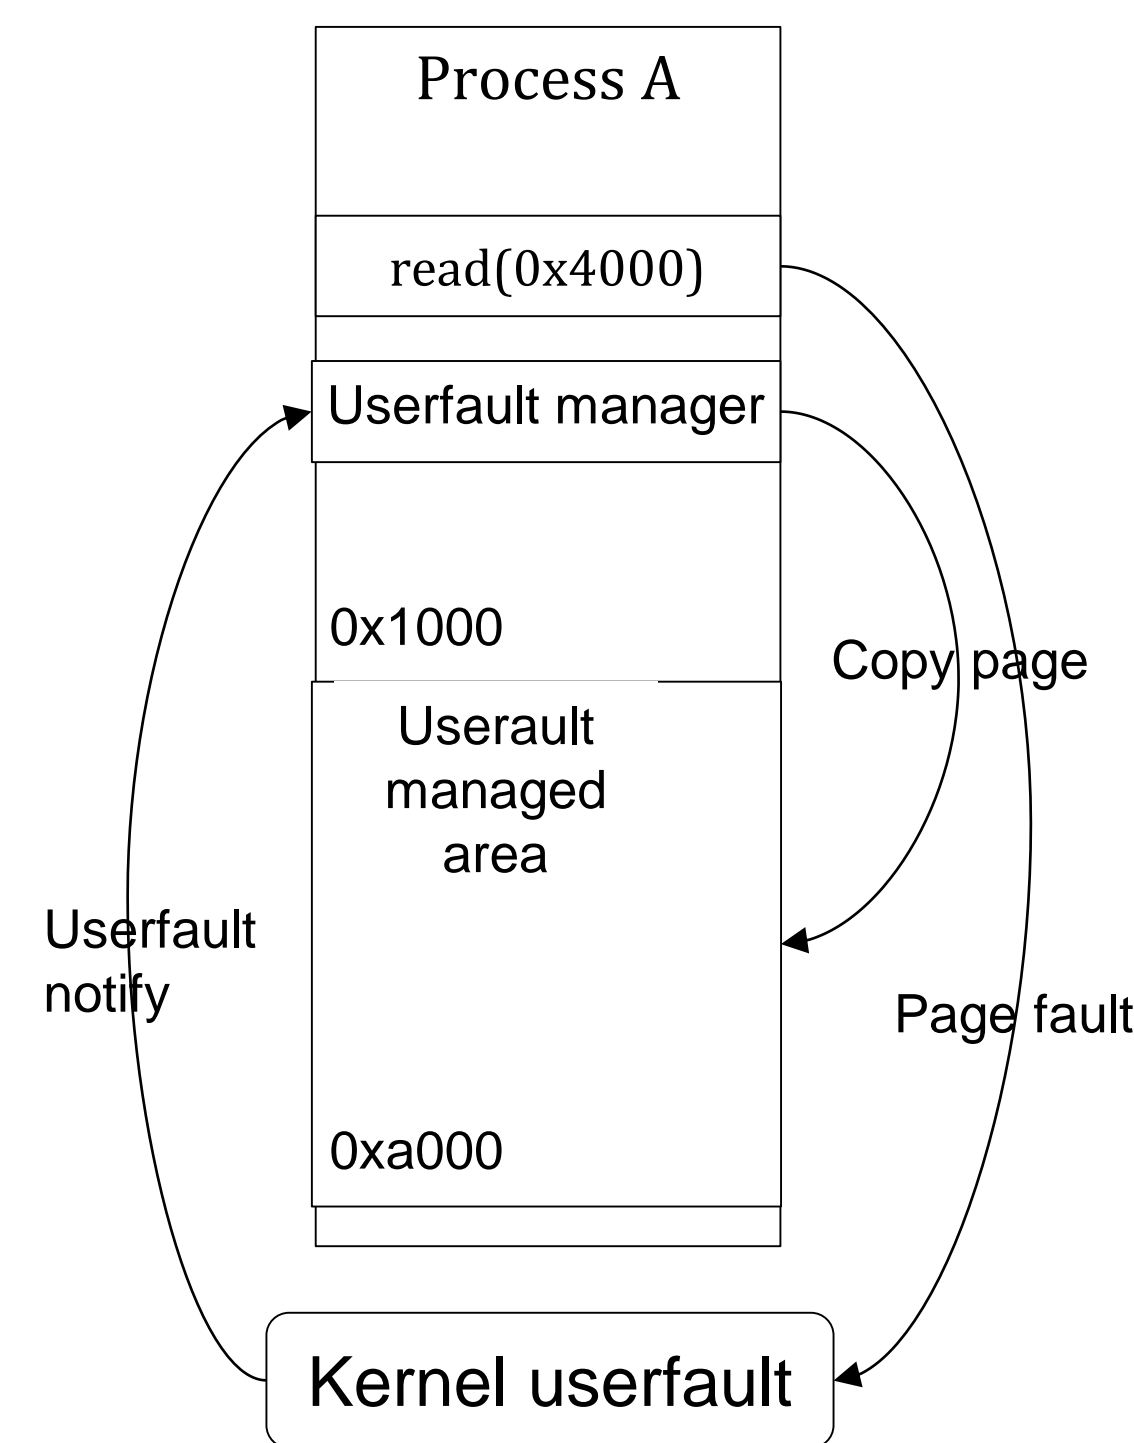 Process A
read(0x4000)
Userfault manager
0x1000
Copy page
Userault
managed
area
Userfault
notify
Page fault
0xa000
Kernel userfault